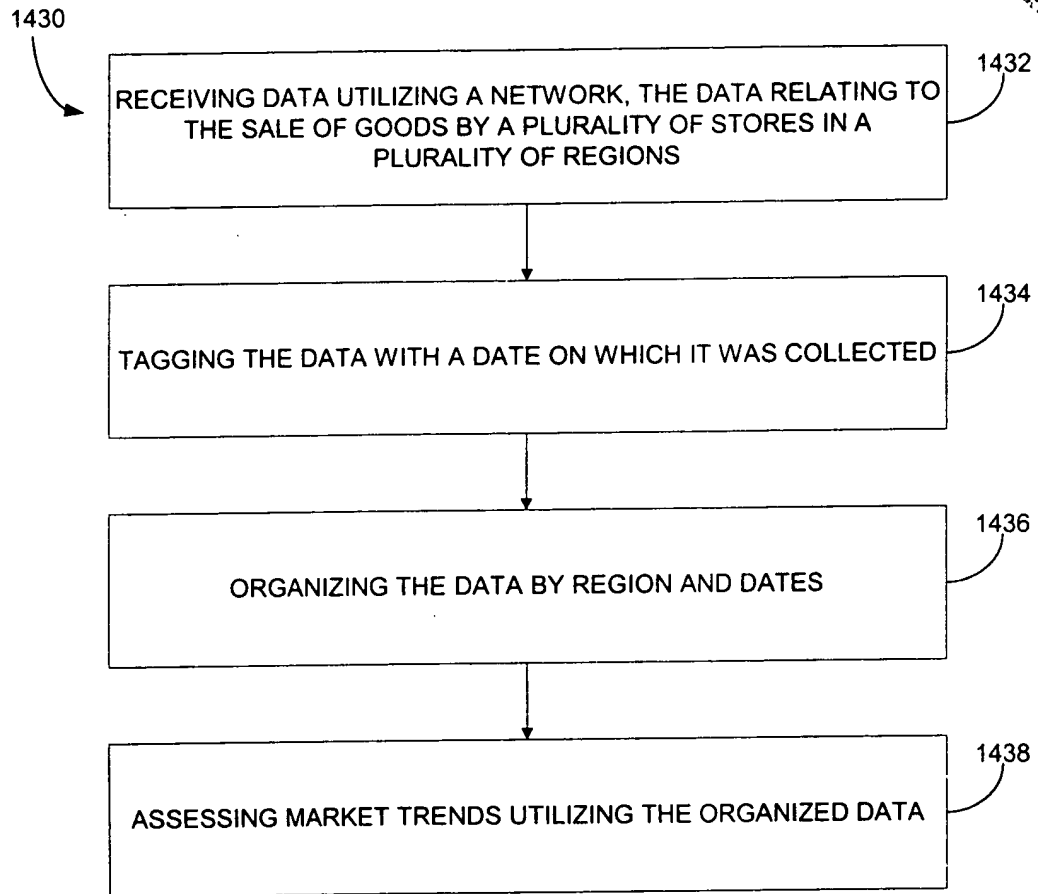 1430
1432
RECEIVING DATA UTILIZING A NETWORK, THE DATA RELATING TO
THE SALE OF GOODS BY A PLURALITY OF STORES IN A
PLURALITY OF REGIONS
1434
TAGGING THE DATA WITH A DATE ON WHICH IT WAS COLLECTED
1436
ORGANIZING THE DATA BY REGION AND DATES
1438
ASSESSING MARKET TRENDS UTILIZING THE ORGANIZED DATA